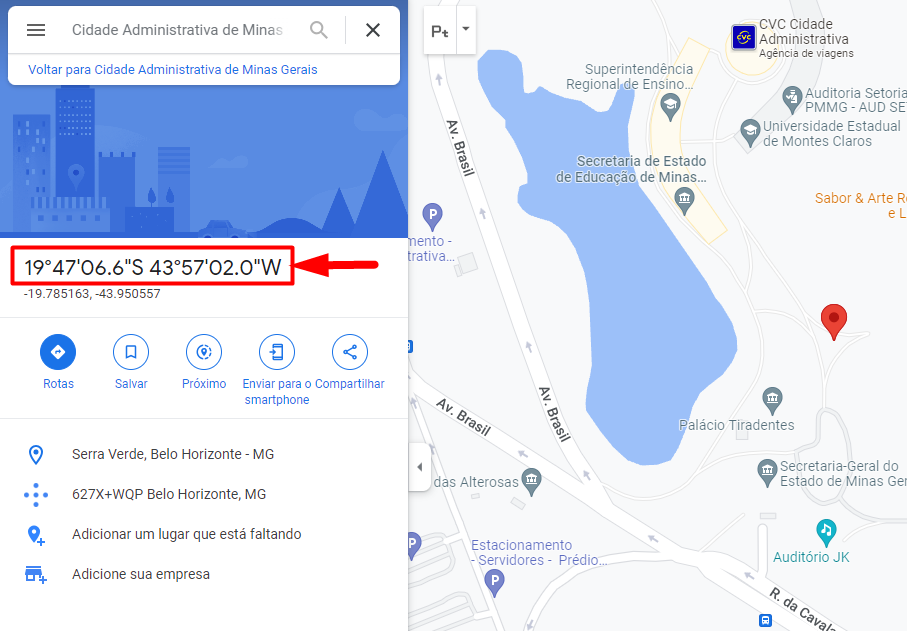 Cidade Administrativa de Minas
Voltar para Cidade Administrativa de Minas Gerais
19°47'06.6"S 43°57'02.0"W
-19.785163, -43.950557
Rotas
Salvar
Próximo
Enviar para o smartphone
Compartilhar
Serra Verde, Belo Horizonte - MG
627X+WQP Belo Horizonte, MG
Adicionar um lugar que está faltando
Adicione sua empresa
Pt
CVC
CVC Cidade
Administrativa
Agência de viagens
Superintendência
Regional de Ensino...
Auditoria Setoria
PMMG - AUD SE
Universidade Estadual
de Montes Claros
Av. Brasil
Secretaria de Estado
de Educação de Minas...
Sabor & Arte Re
e L
P
mento -
trativa...
Av. Brasil
Av. Brasil
Palácio Tiradentes
Secretaria-Geral do
Estado de Minas Ger
das Alterosas
P
Estacionamento
- Servidores - Prédio...
P
Auditório JK
R. da Cavala